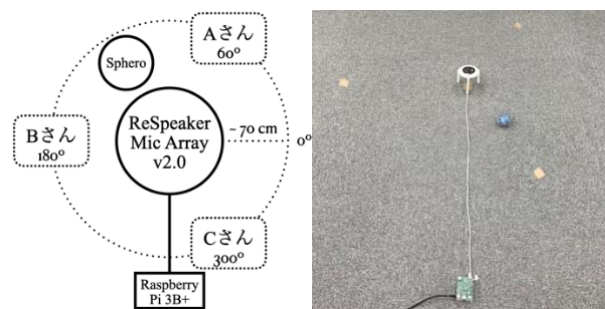 Aさん
60°
Sphero
ReSpeaker
Mic Array
v2.0
~ 70 cm
0°
Bさん
180°
Cさん
300°
Raspberry
Pi 3B+